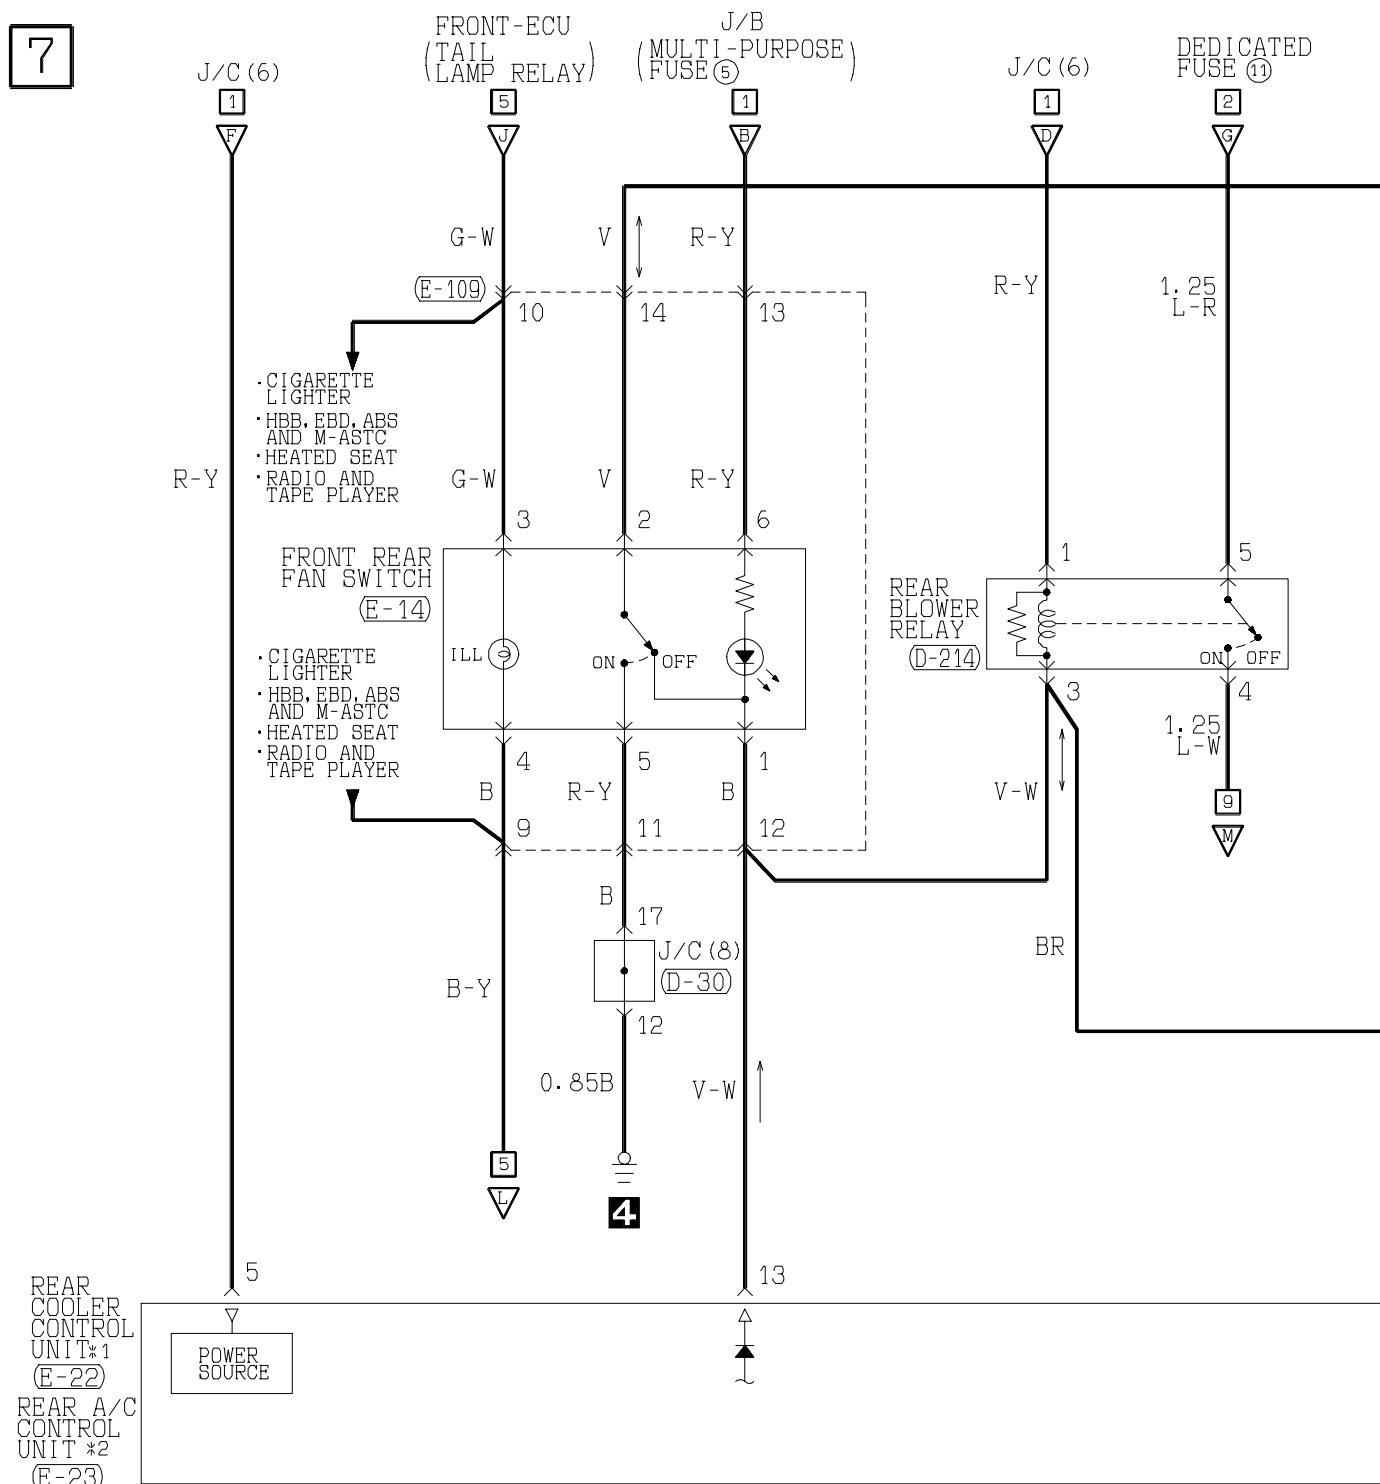 7
J/C(6)
1
F
FRONT-ECU
(TAIL
LAMP RELAY)
5
J
J/B
(MULTI-PURPOSE
FUSE⑤)
1
B
J/C(6)
1
D
DEDICATED
FUSE⑪
2
G
G-W
V
R-Y
R-Y
1.25
L-R
E-109
10
14
13
·CIGARETTE
LIGHTER
·HBB,EBD,ABS
AND M-ASTC
·HEATED SEAT
·RADIO AND
TAPE PLAYER
R-Y
G-W
V
R-Y
3
2
6
1
5
FRONT REAR
FAN SWITCH
E-14
ILL
ON
OFF
REAR
BLOWER
RELAY
D-214
ON
OFF
·CIGARETTE
LIGHTER
·HBB,EBD,ABS
AND M-ASTC
·HEATED SEAT
·RADIO AND
TAPE PLAYER
3
4
4
5
1
1.25
L-W
B
R-Y
B
V-W
9
M
9
11
12
B
17
J/C(8)
D-30
BR
B-Y
12
0.85B
V-W
5
L
4
5
13
REAR
COOLER
CONTROL
UNIT*1
E-22
REAR A/C
CONTROL
UNIT *2
E-23
POWER
SOURCE